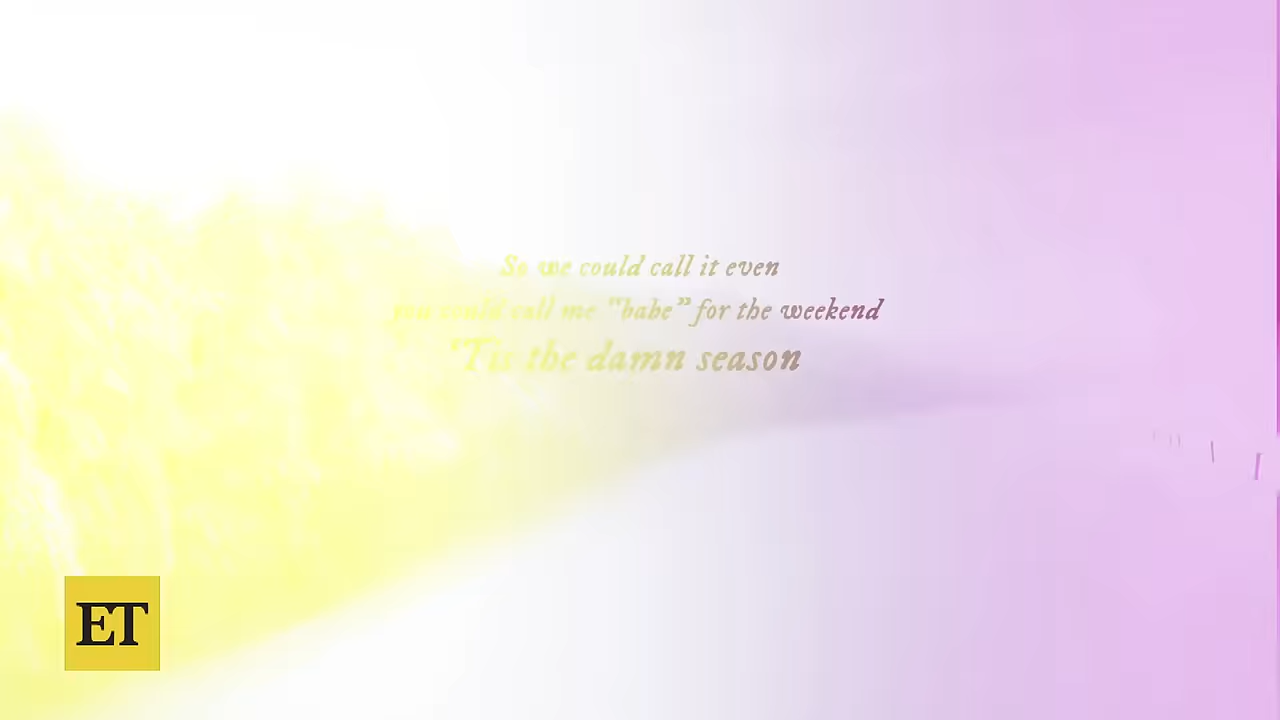 So we could call it even
you could call me "babe" for the weekend
'Tis the damn season
ET